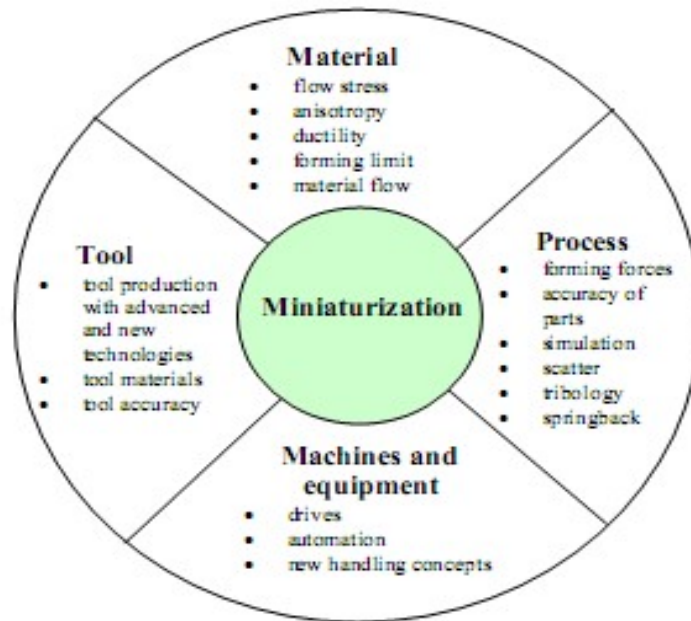 Material
• flow stress
• anisotropy
• ductility
• forming limit
• material flow
Tool
• tool production
with advanced
and new
technologies
• tool materials
• tool accuracy
Miniaturization
Process
• forming forces
• accuracy of
parts
• simulation
• scatter
• tribology
• springback
Machines and
equipment
• drives
• automation
• new handling concepts